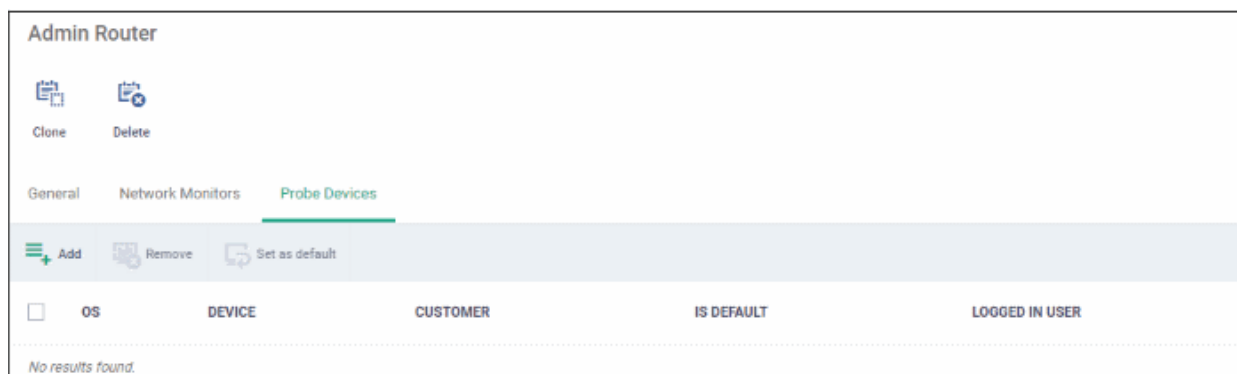 Admin Router
Clone Delete
General Network Monitors Probe Devices
Add Remove Set as default
OS DEVICE CUSTOMER IS DEFAULT LOGGED IN USER
No results found.